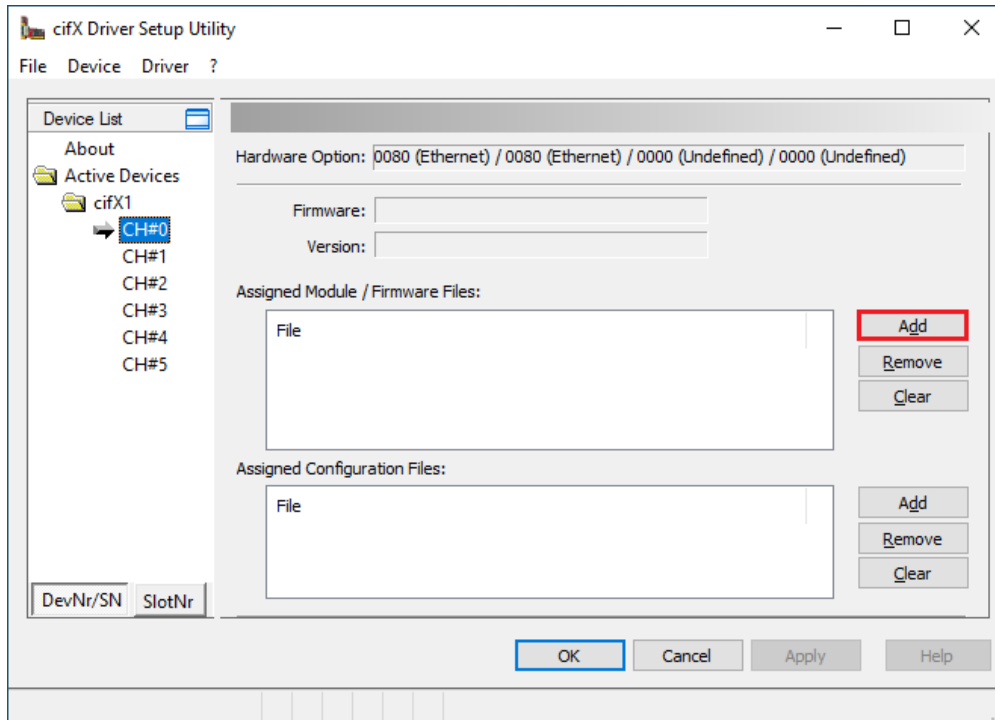 cifX Driver Setup Utility
File Device Driver ?
Device List
About
Active Devices
cifX1
CH#0
CH#1
CH#2
CH#3
CH#4
CH#5
DevNr/SN SlotNr
Hardware Option: 0080 (Ethernet) / 0080 (Ethernet) / 0000 (Undefined) / 0000 (Undefined)
Firmware:
Version:
Assigned Module / Firmware Files:
File
Add
Remove
Clear
Assigned Configuration Files:
File
Add
Remove
Clear
OK Cancel Apply Help